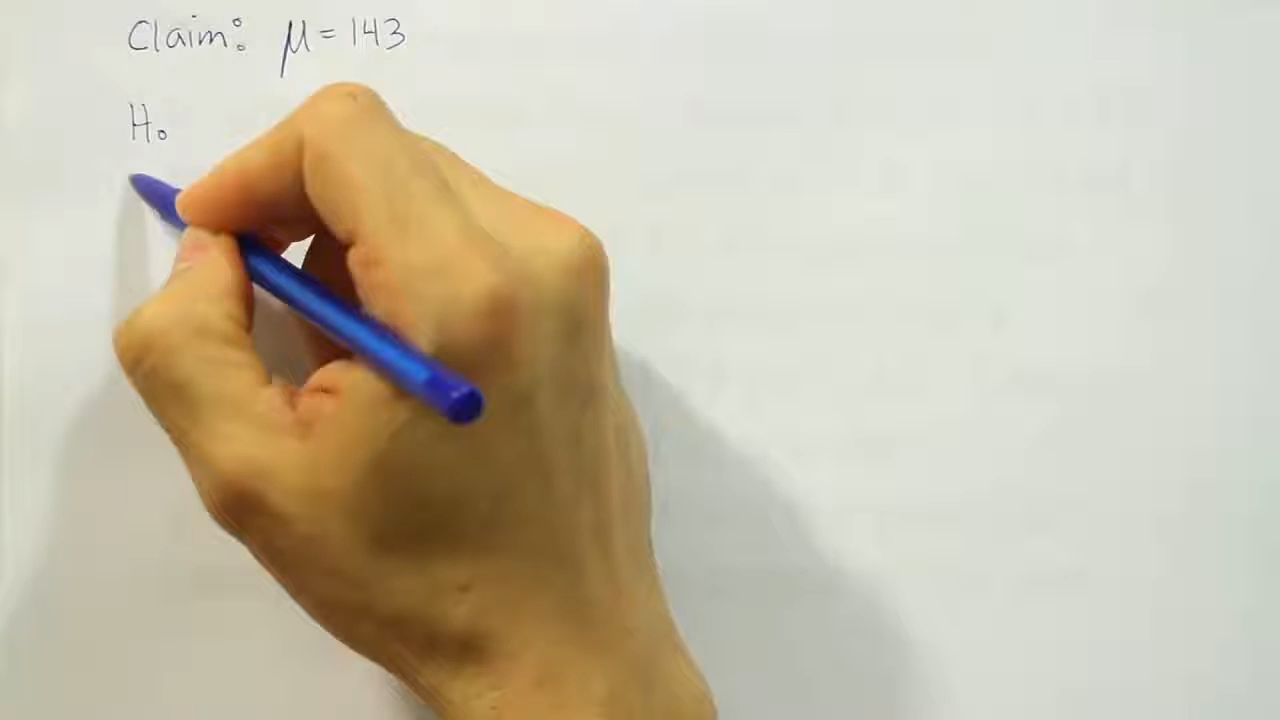 Claim: μ = 143
H₀